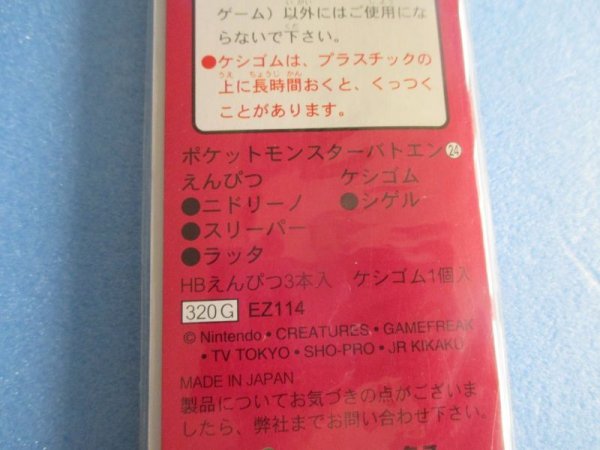 ゲーム）以外にはご使用にな
らないで下さい。
●ケシゴムは、プラスチックの
上に長時間おくと、くっつく
ことがあります。
ポケットモンスターバトエン㉔
えんぴつ ケシゴム
●ニドリーノ ●シゲル
●スリーパー
●ラッタ
HBえんぴつ3本入 ケシゴム1個入
320G EZ114
© Nintendo・CREATURES・GAMEFREAK
・TV TOKYO・SHO-PRO・JR KIKAKU
MADE IN JAPAN
製品についてお気づきの点がございま
したら、弊社までお問い合わせ下さい。